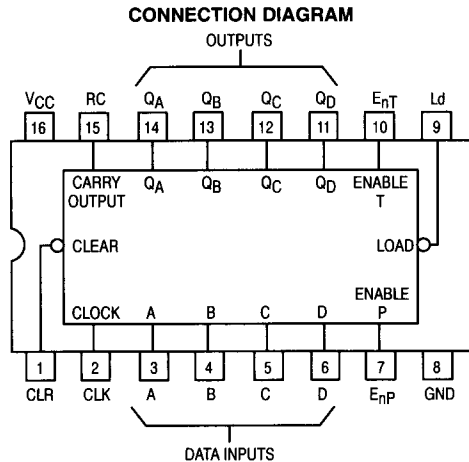 CONNECTION DIAGRAM
OUTPUTS
VCC RC QA QB QC QD EnT Ld
16 15 14 13 12 11 10 9
CARRY OUTPUT QA QB QC QD ENABLE T
CLEAR LOAD
ENABLE P
CLOCK A B C D
1 2 3 4 5 6 7 8
CLR CLK A B C D EnP GND
DATA INPUTS